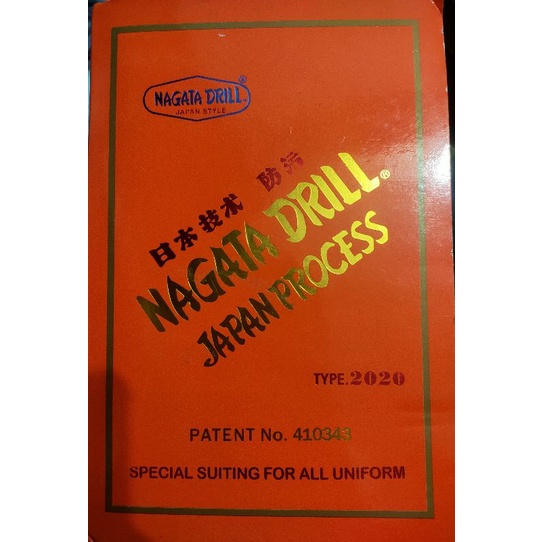 NAGATA DRILL ®
JAPAN STYLE
日本技术 防污
NAGATA DRILL ®
JAPAN PROCESS
TYPE.2020
PATENT No. 410343
SPECIAL SUITING FOR ALL UNIFORM